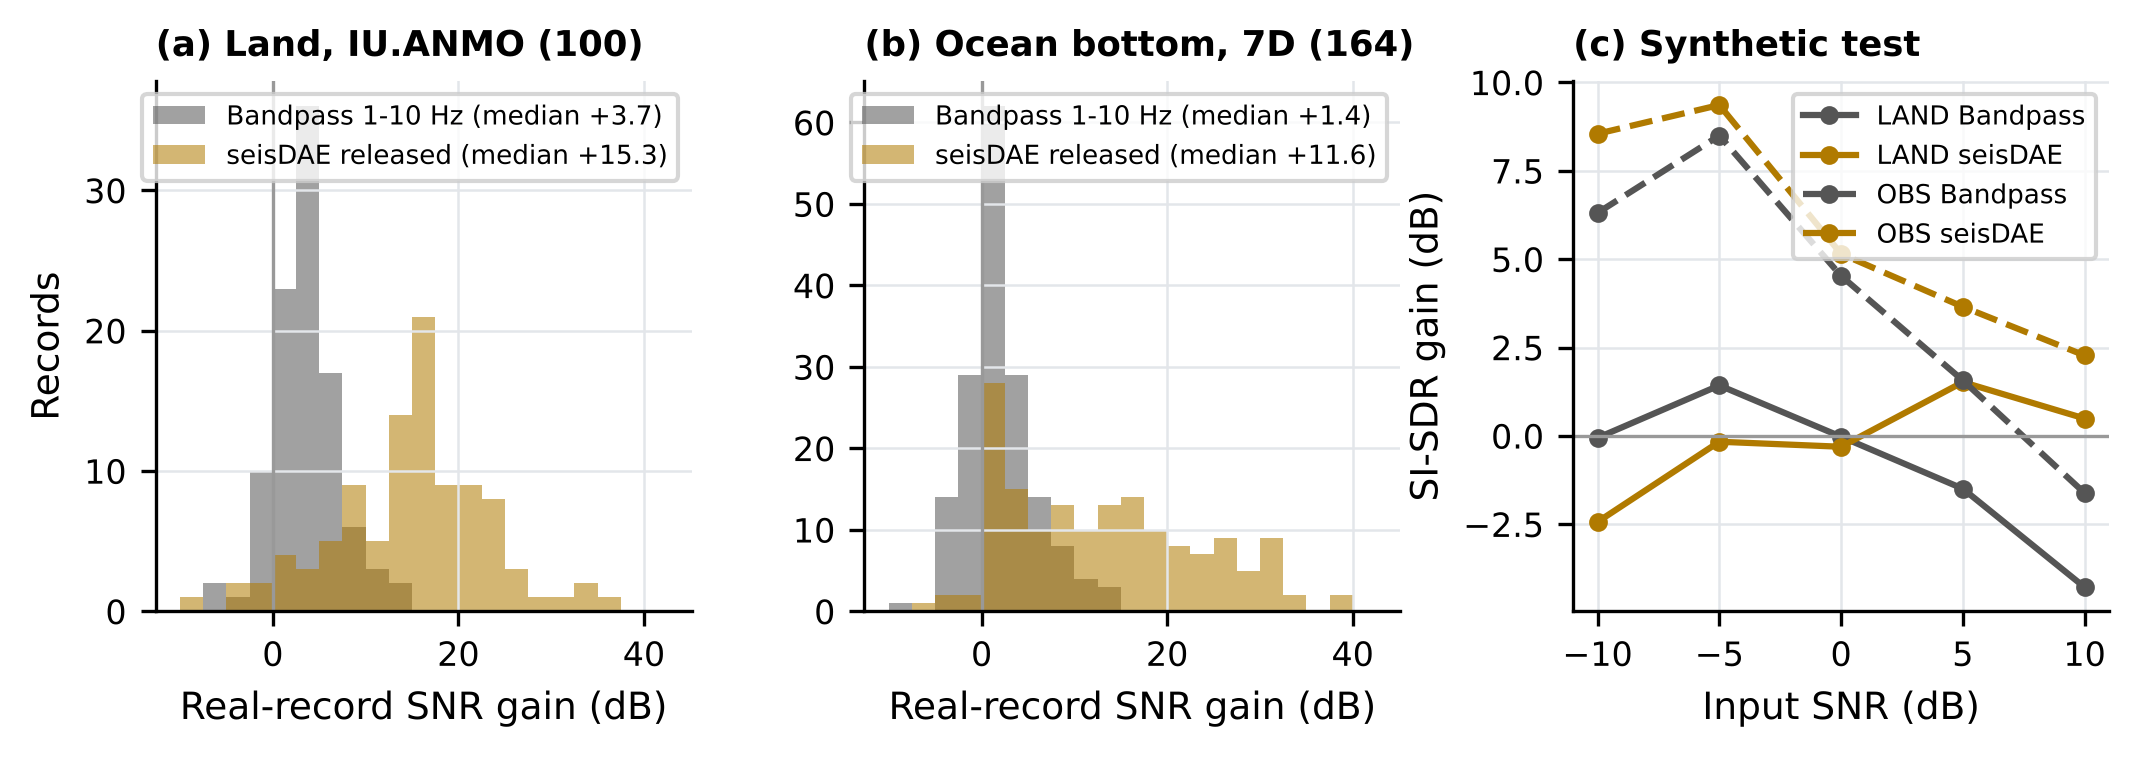 (a) Land, IU.ANMO (100)
Bandpass 1-10 Hz (median +3.7)
seisDAE released (median +15.3)
Records
30
20
10
0
0
20
40
Real-record SNR gain (dB)
(b) Ocean bottom, 7D (164)
Bandpass 1-10 Hz (median +1.4)
seisDAE released (median +11.6)
60
50
40
30
20
10
0
0
20
40
Real-record SNR gain (dB)
(c) Synthetic test
LAND Bandpass
LAND seisDAE
OBS Bandpass
OBS seisDAE
SI-SDR gain (dB)
10.0
7.5
5.0
2.5
0.0
−2.5
−10
−5
0
5
10
Input SNR (dB)